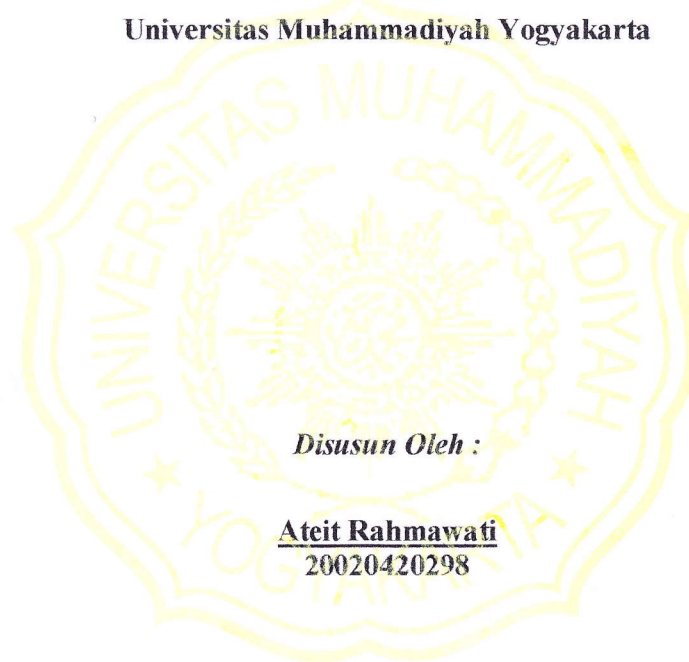 Universitas Muhammadiyah Yogyakarta
UNIVERSITAS MUHAMMADIYAH
YOGYAKARTA
Disusun Oleh :
Ateit Rahmawati
20020420298